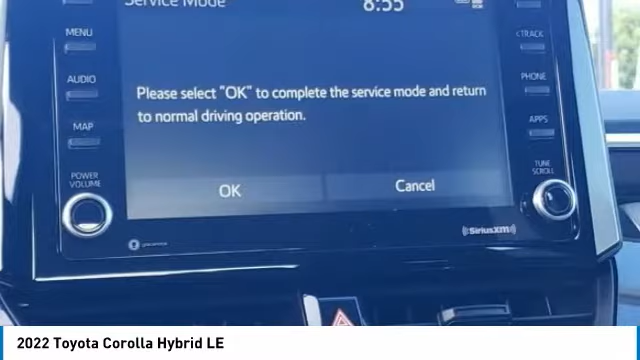 Service Mode
8:55
MENU
AUDIO
MAP
POWER
VOLUME
TRACK
PHONE
APPS
TUNE
SCROLL
Please select "OK" to complete the service mode and return
to normal driving operation.
OK
Cancel
((SiriusXM))
2022 Toyota Corolla Hybrid LE